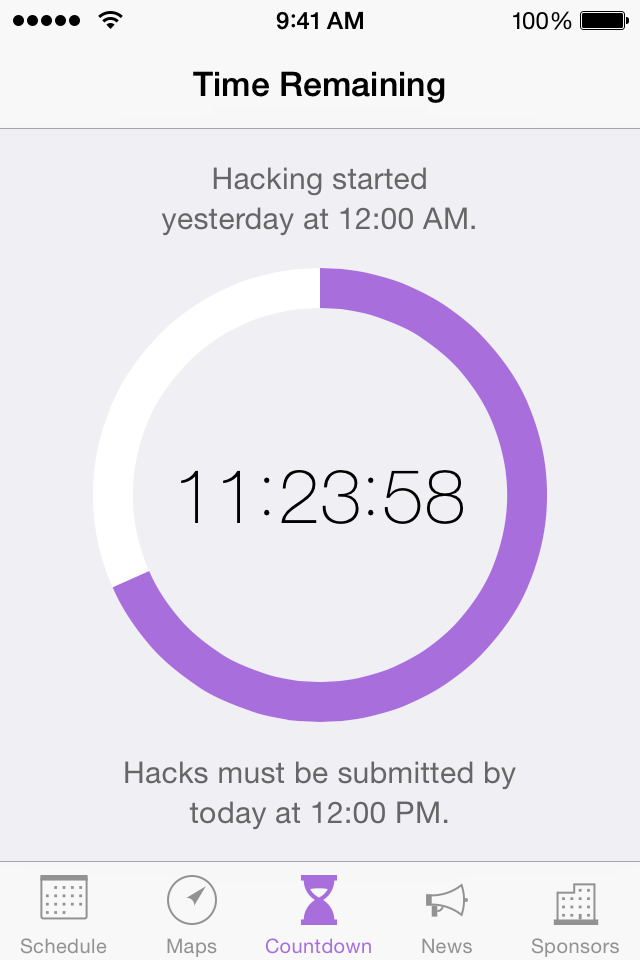 9:41 AM
100%
Time Remaining
Hacking started
yesterday at 12:00 AM.
11:23:58
Hacks must be submitted by
today at 12:00 PM.
Schedule
Maps
Countdown
News
Sponsors